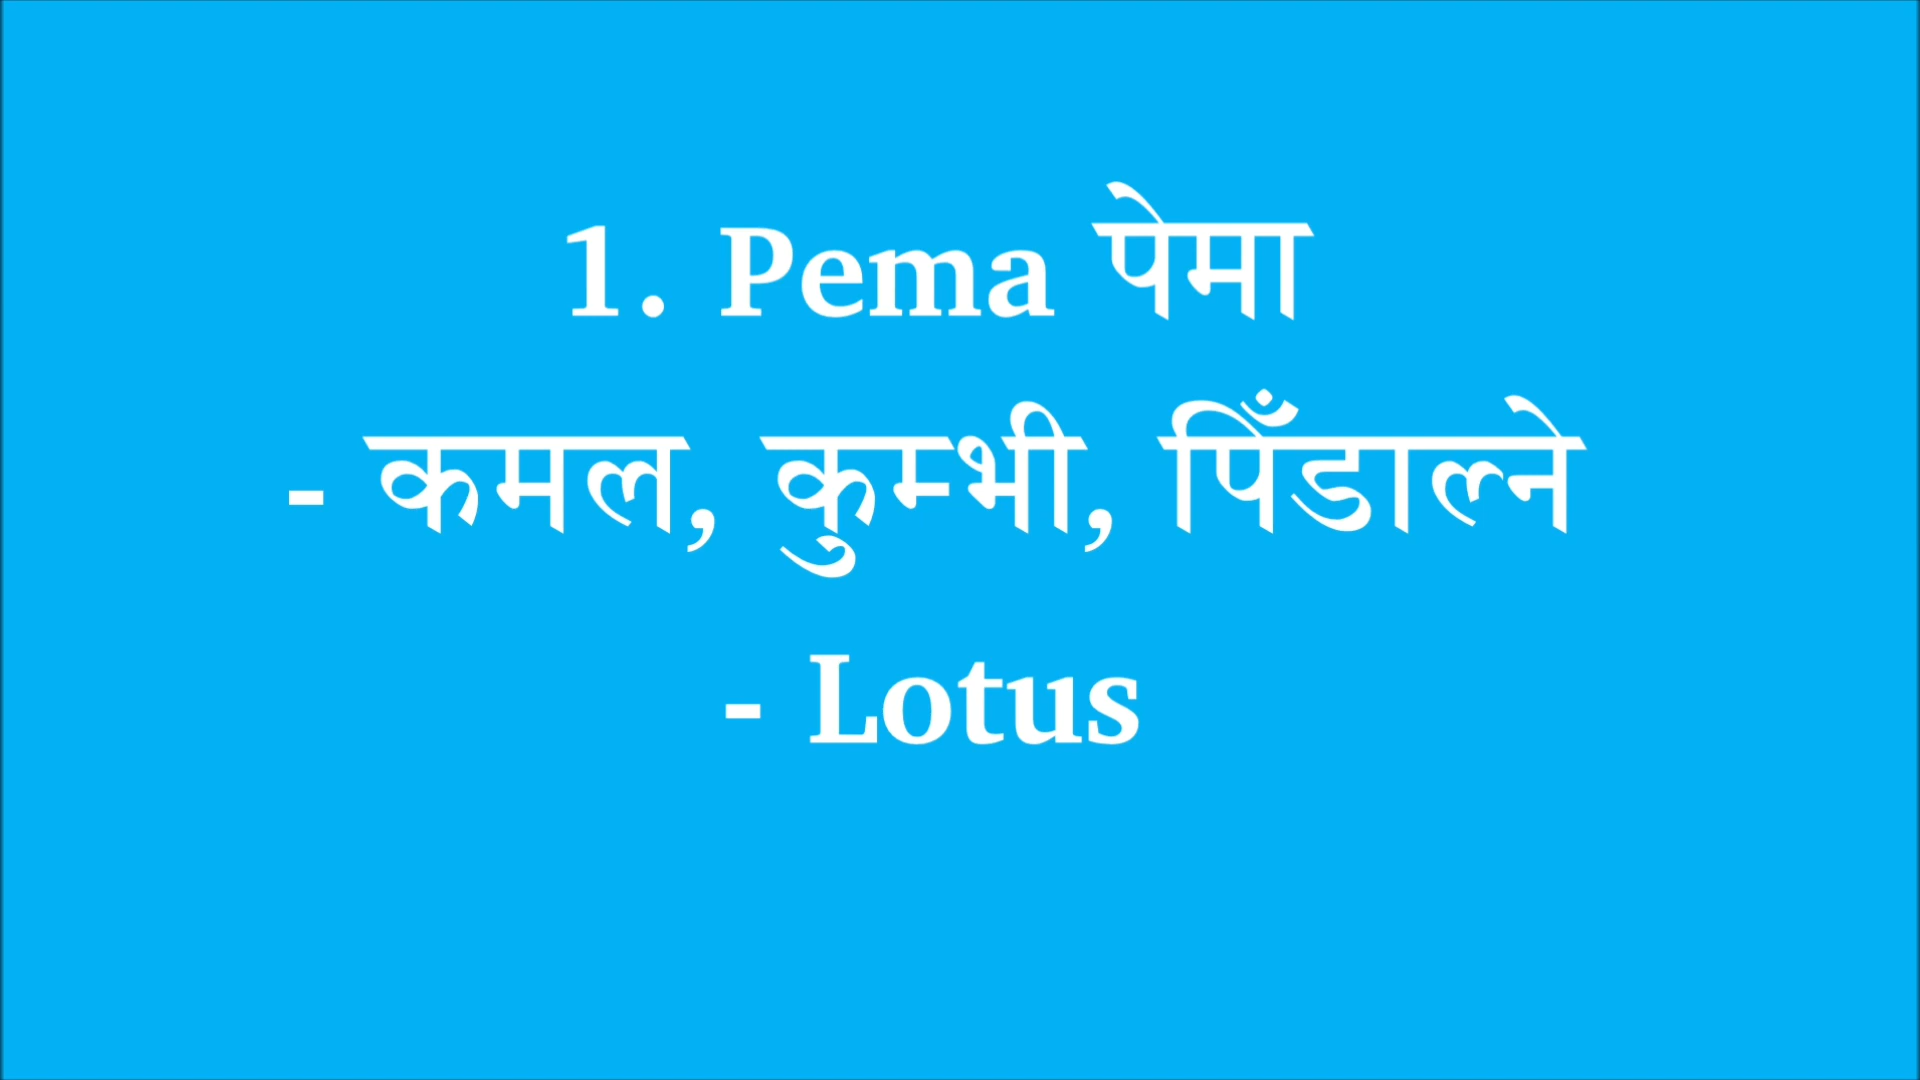 1. Pema पेमा
- कमल, कुम्भी, पिँडाल्ने
- Lotus